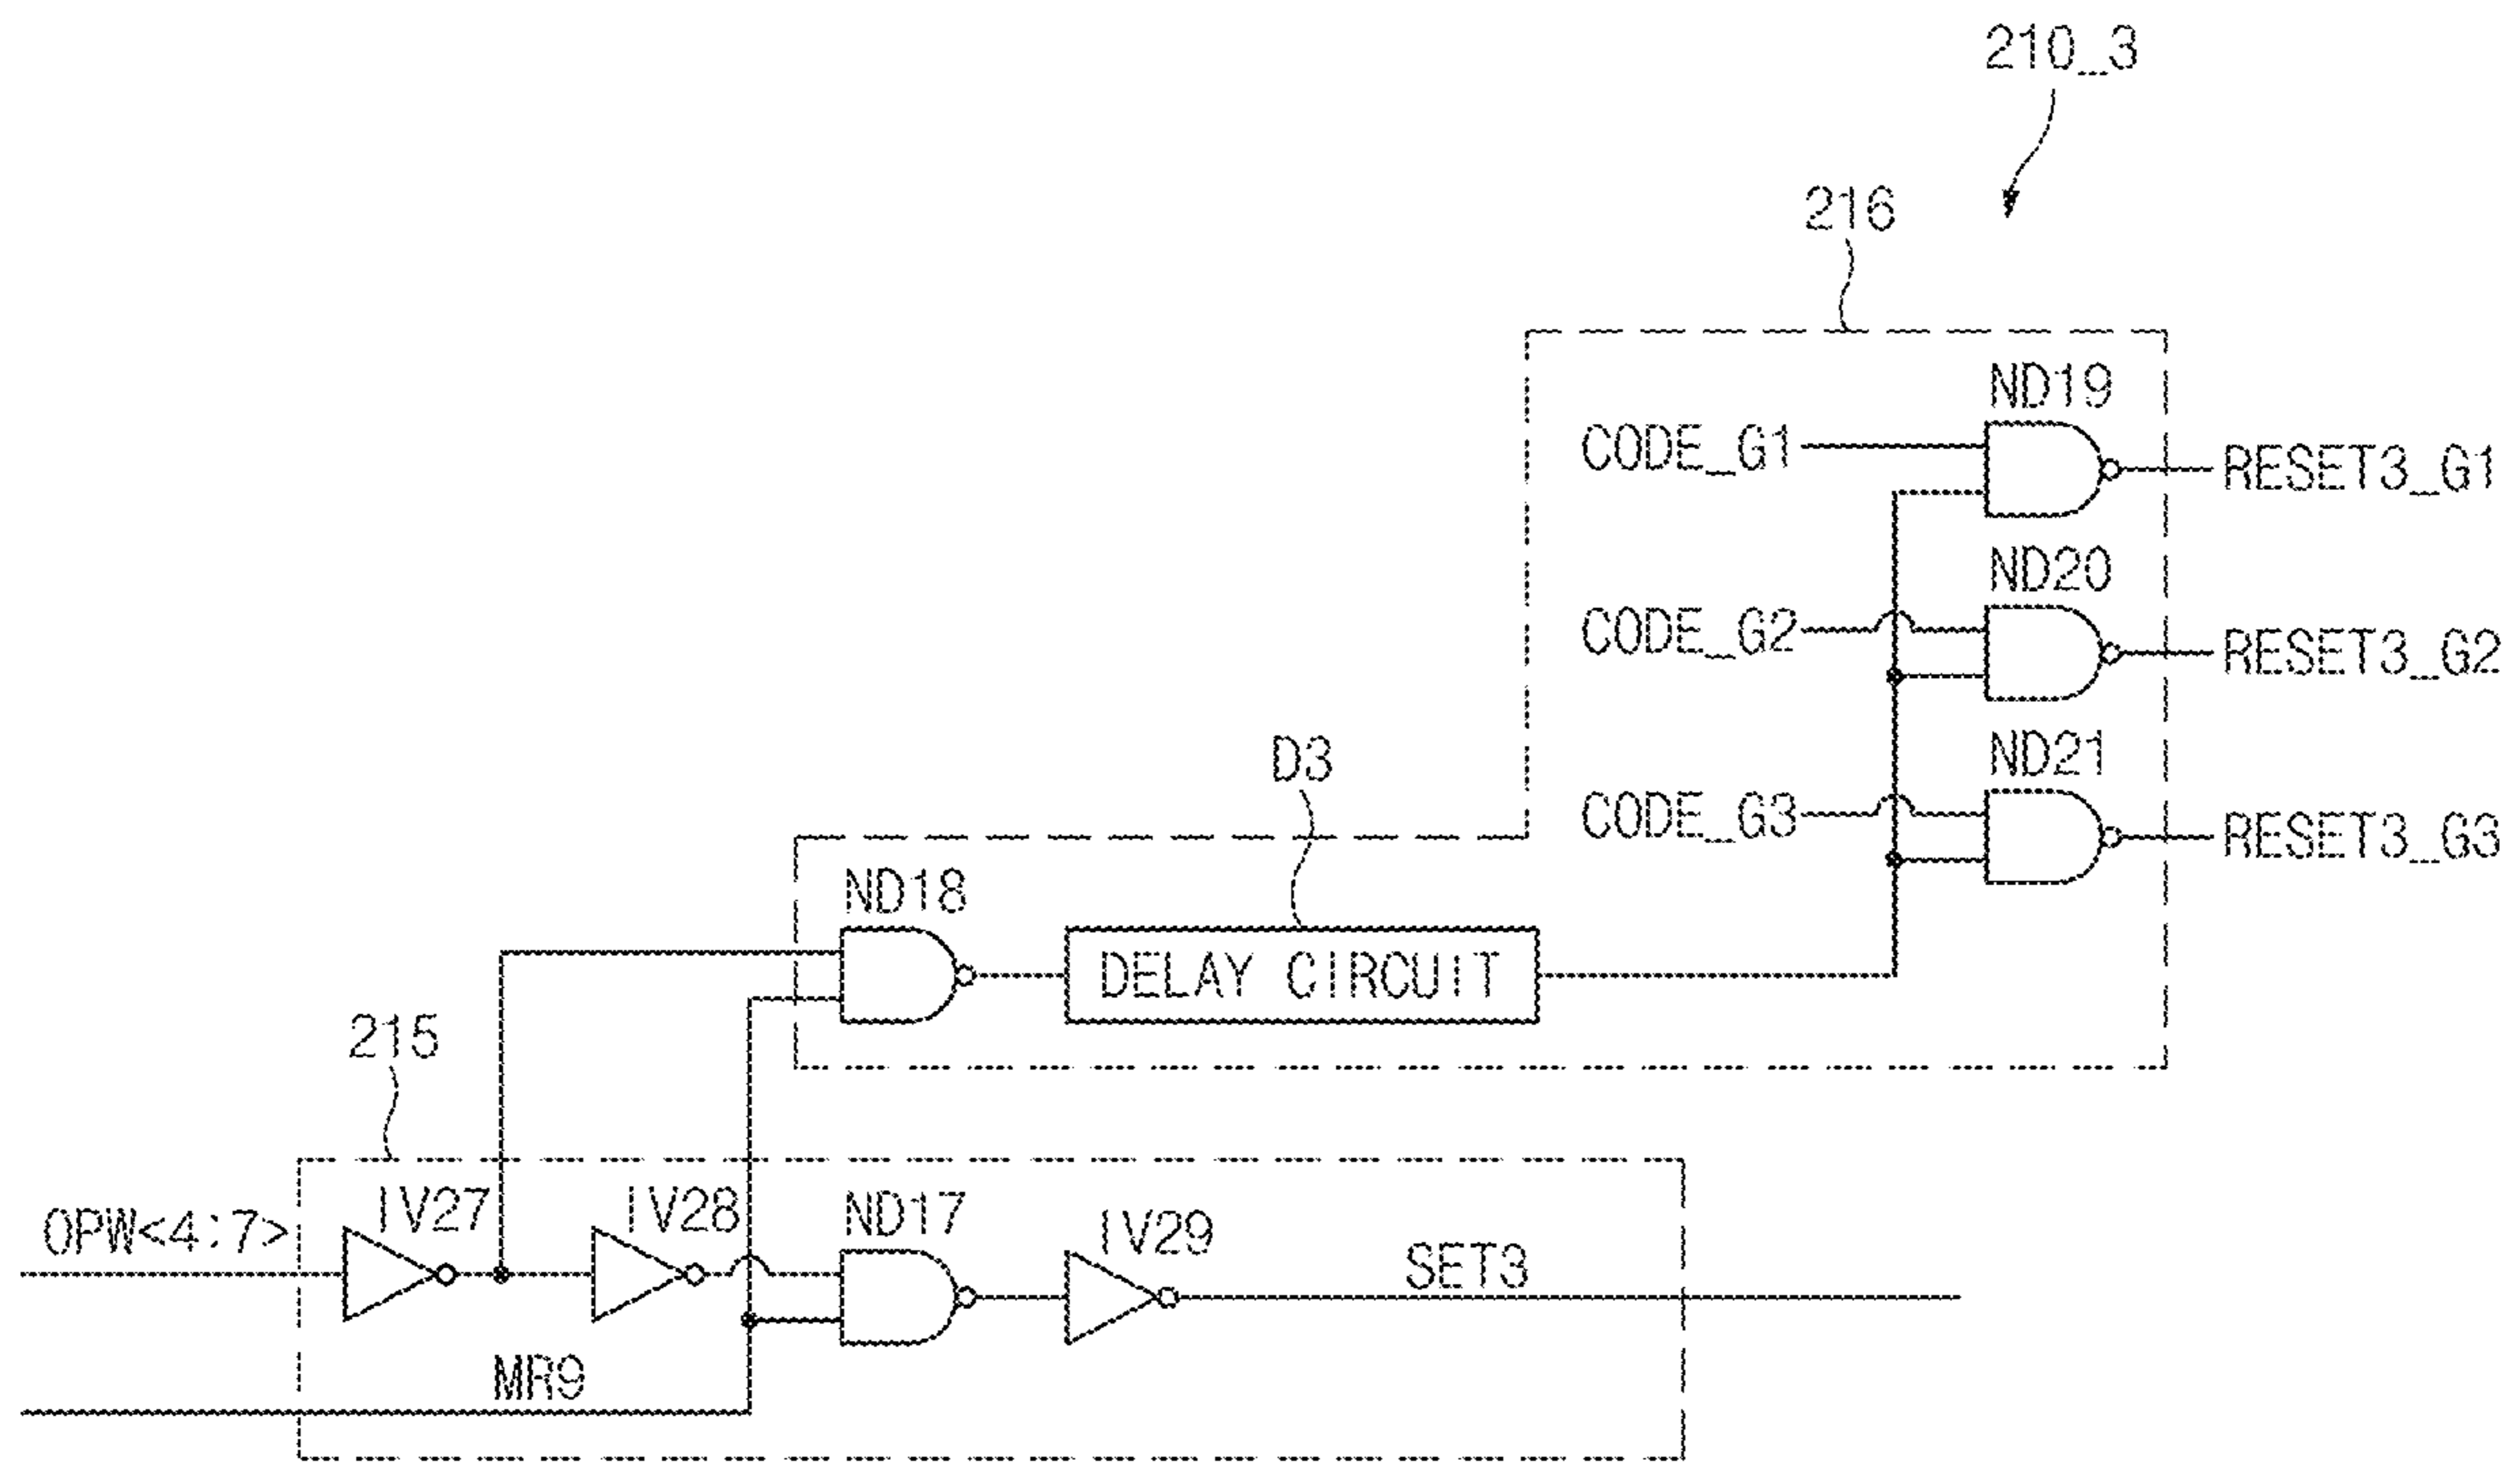 210_3
216
ND19
CODE_G1
RESET3_G1
ND20
CODE_G2
RESET3_G2
ND21
D3
CODE_G3
RESET3_G3
ND18
DELAY CIRCUIT
215
OPW<4:7>
IV27
IV28
ND17
IV29
SET3
MR9